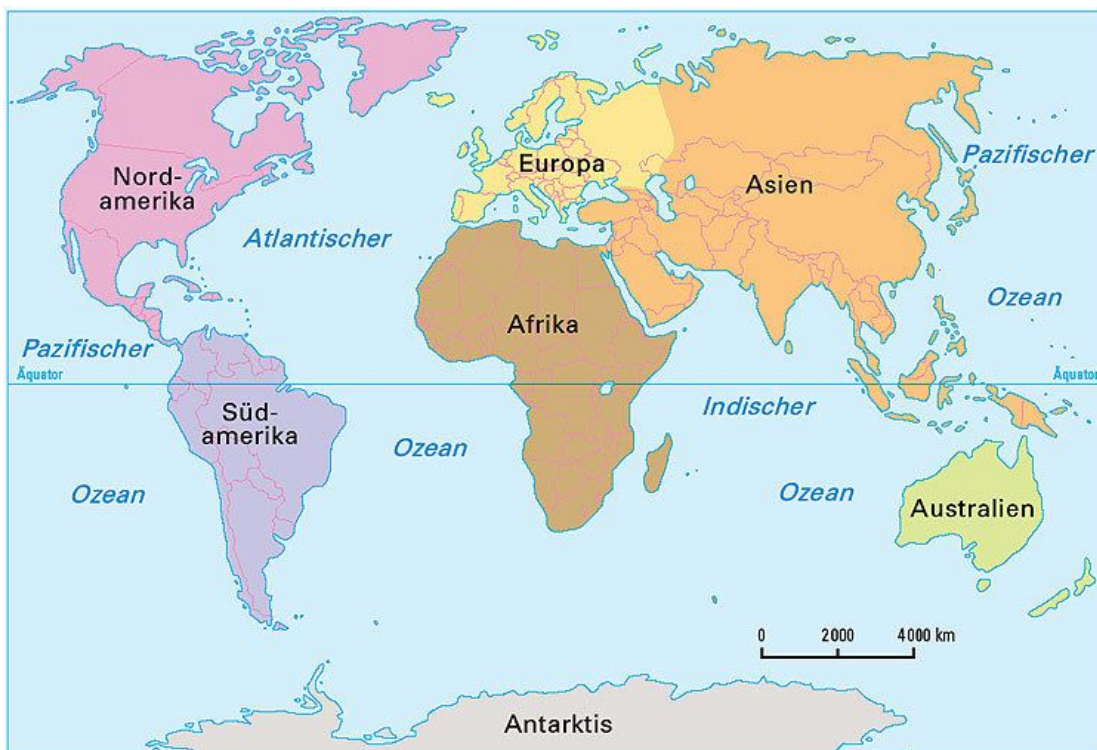 Nord-
amerika
Europa
Asien
Pazifischer
Atlantischer
Ozean
Afrika
Pazifischer
Äquator
Äquator
Süd-
amerika
Indischer
Ozean
Ozean
Ozean
Australien
0 2000 4000 km
Antarktis